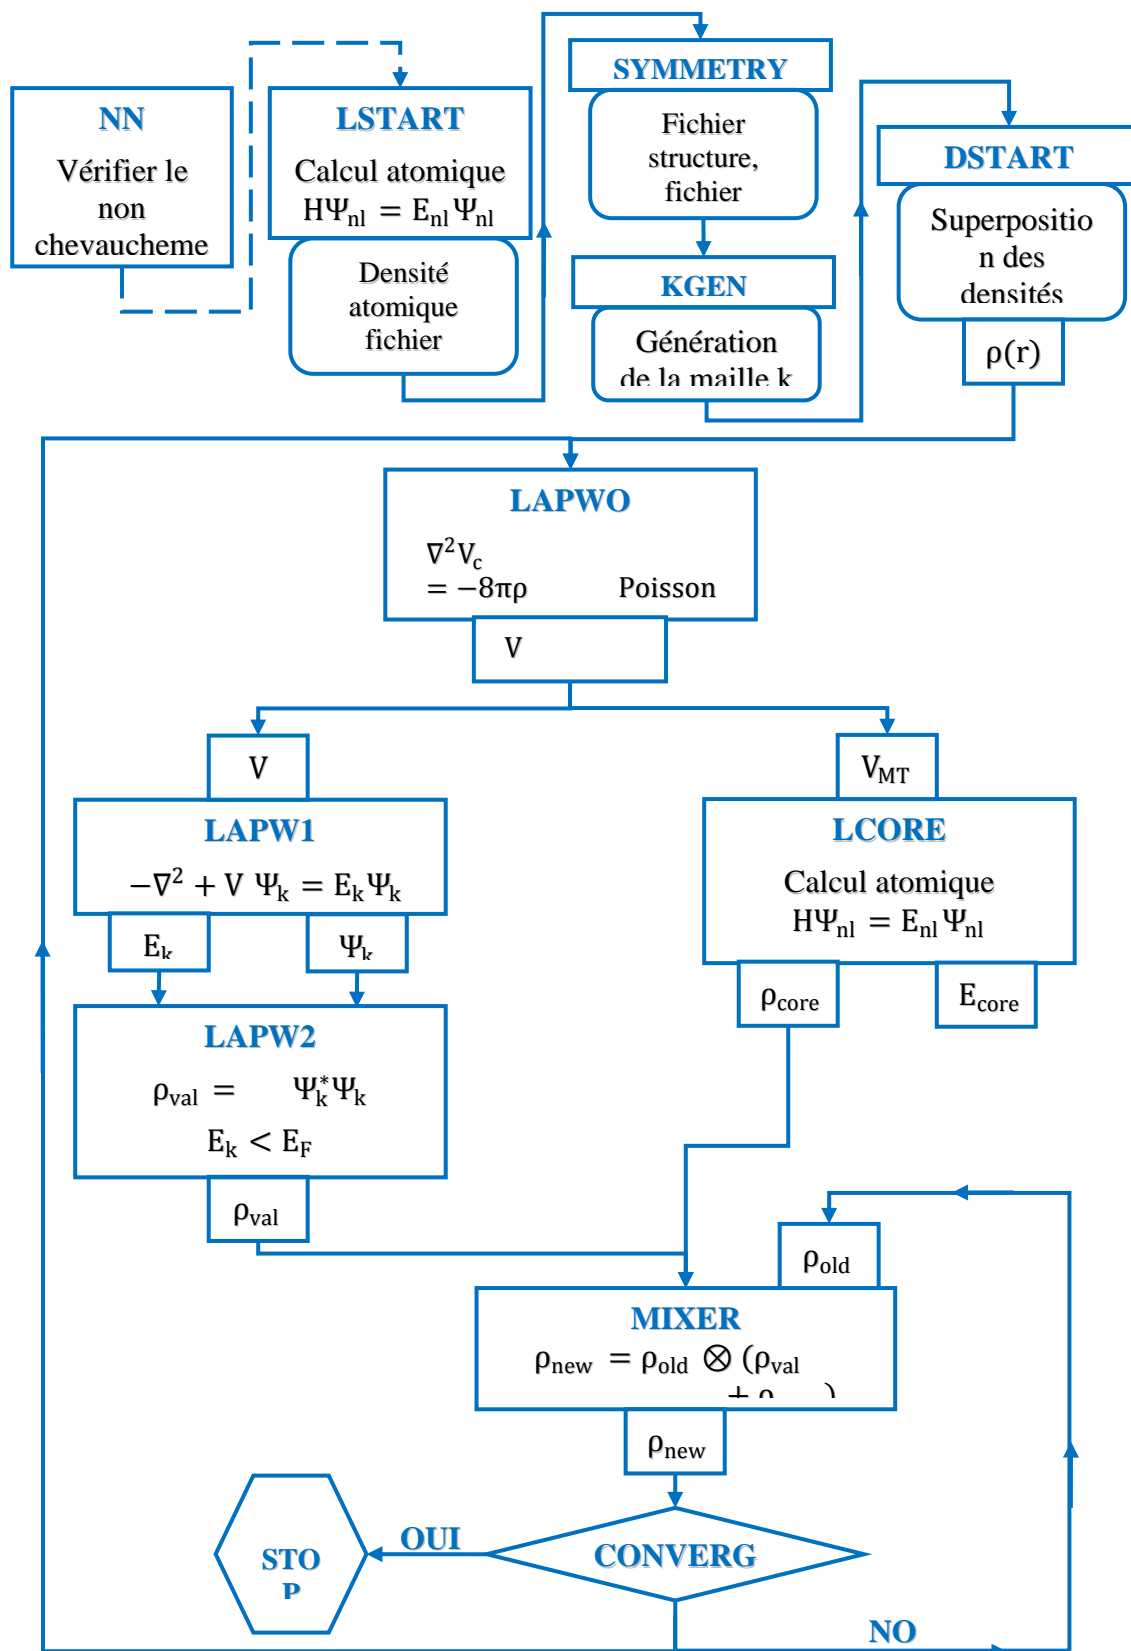 NN
Vérifier le
non
chevaucheme
LSTART
Calcul atomique
HΨnl = EnlΨnl
Densité
atomique
fichier
SYMMETRY
Fichier
structure,
fichier
KGEN
Génération
de la maille k
DSTART
Superpositio
n des
densités
ρ(r)
LAPWO
∇²Vc
= −8πρ Poisson
V
V
LAPW1
−∇² + V Ψk = EkΨk
Ek Ψk
LAPW2
ρval = Ψk*Ψk
Ek < EF
ρval
VMT
LCORE
Calcul atomique
HΨnl = EnlΨnl
ρcore Ecore
ρold
MIXER
ρnew = ρold ⊗ (ρval
+ ρ )
ρnew
CONVERG
OUI
STO
P
NO